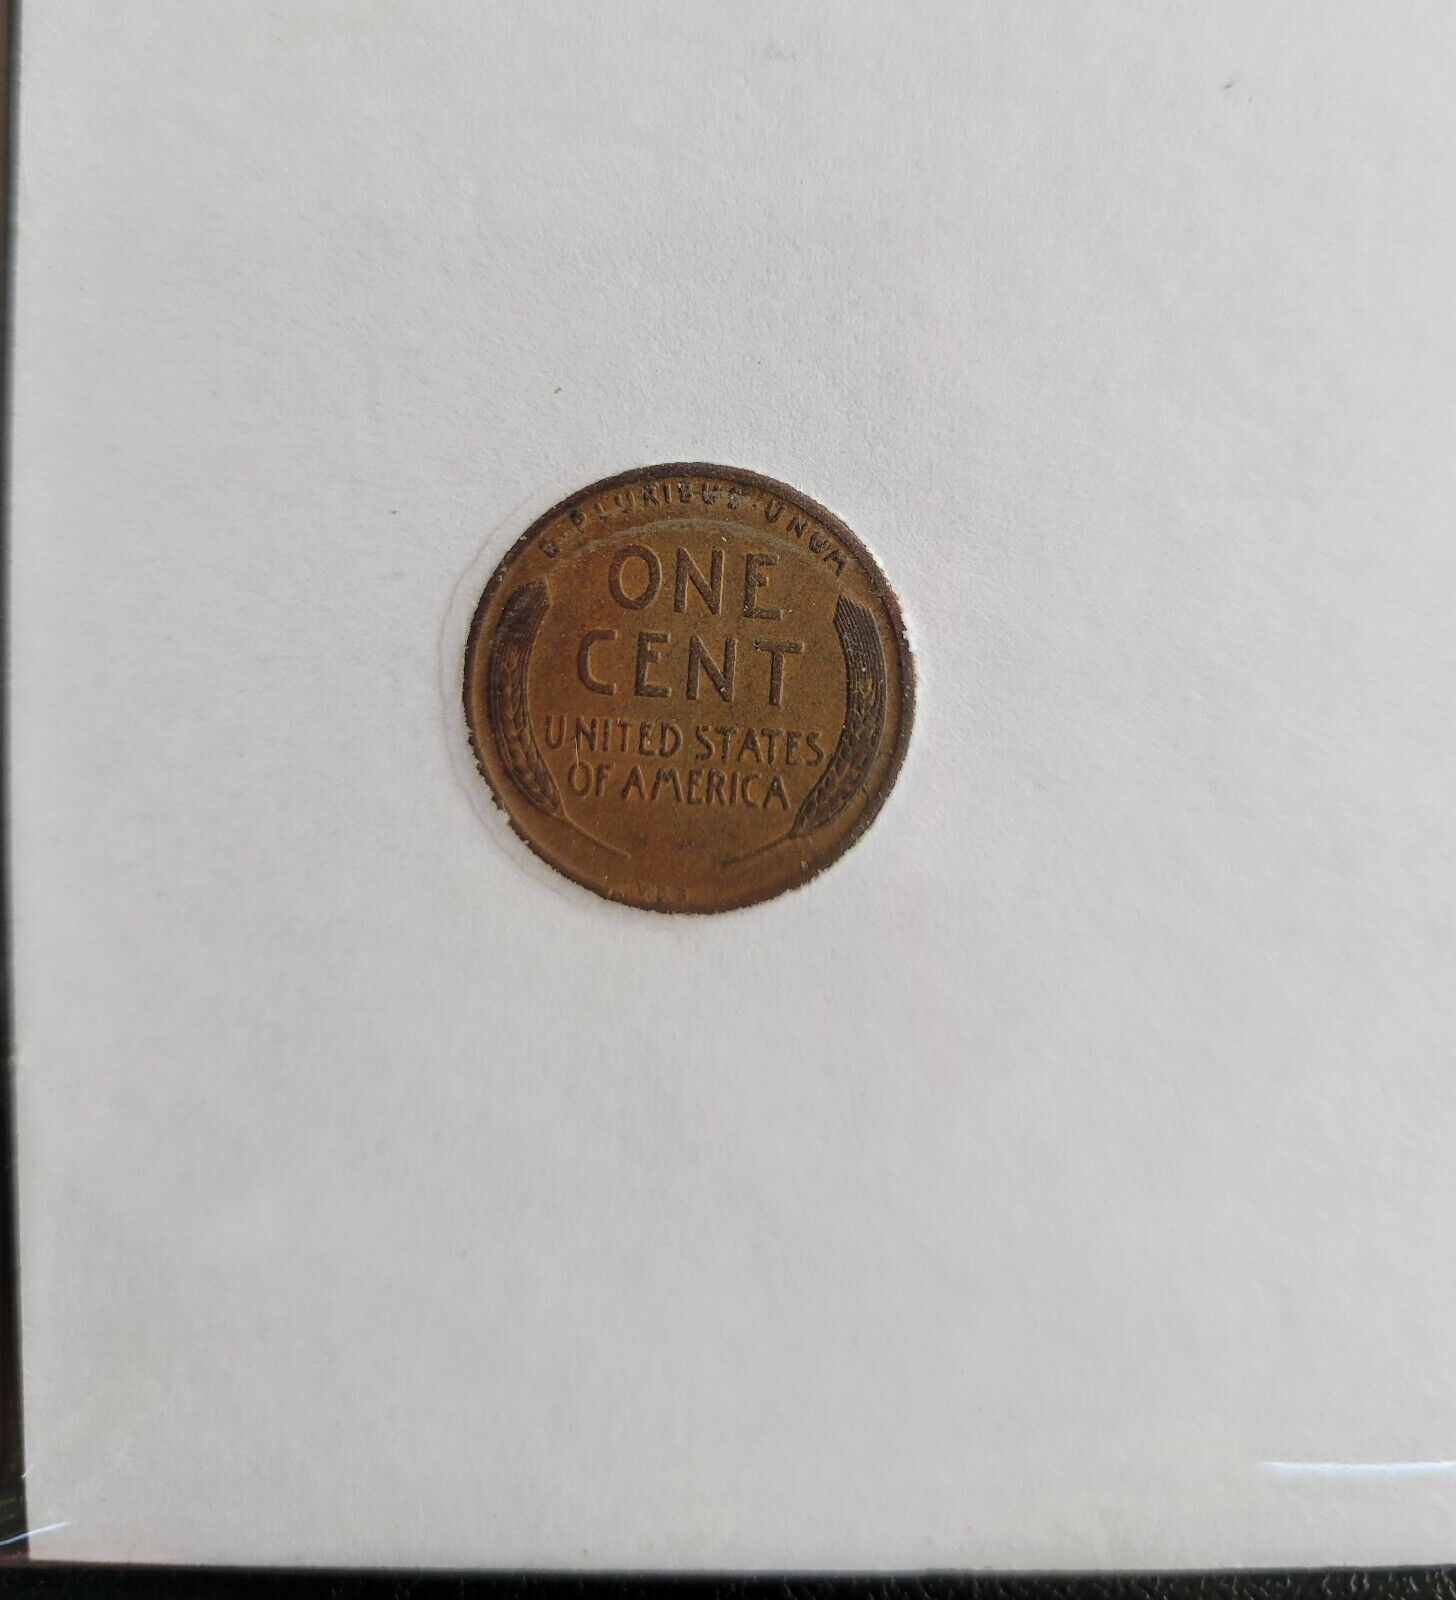 E·PLURIBUS·UNUM
ONE
CENT
UNITED STATES
OF AMERICA